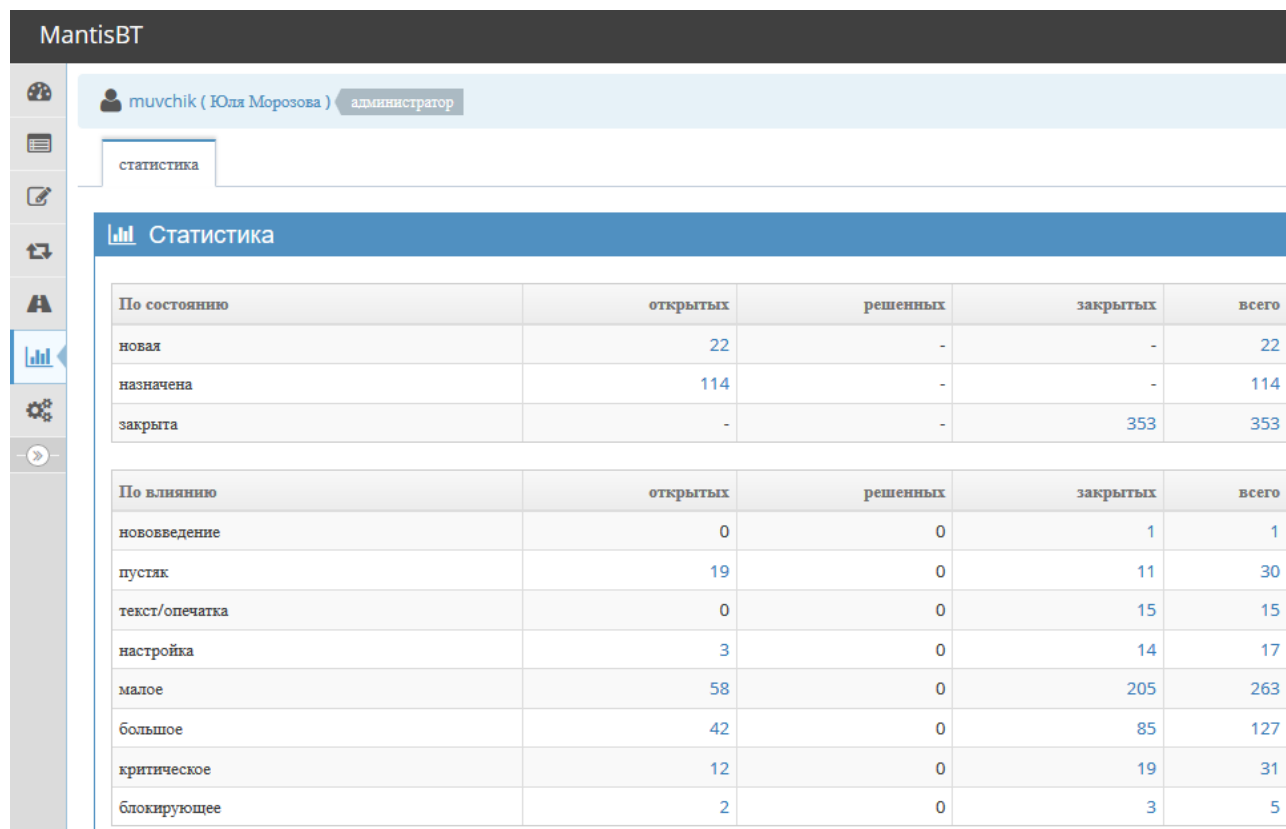 MantisBT
muvchik ( Юля Морозова ) администратор
статистика
Статистика
По состоянию открытых решенных закрытых всего
новая 22 - - 22
назначена 114 - - 114
закрыта - - 353 353
По влиянию открытых решенных закрытых всего
нововведение 0 0 1 1
пустяк 19 0 11 30
текст/опечатка 0 0 15 15
настройка 3 0 14 17
малое 58 0 205 263
большое 42 0 85 127
критическое 12 0 19 31
блокирующее 2 0 3 5